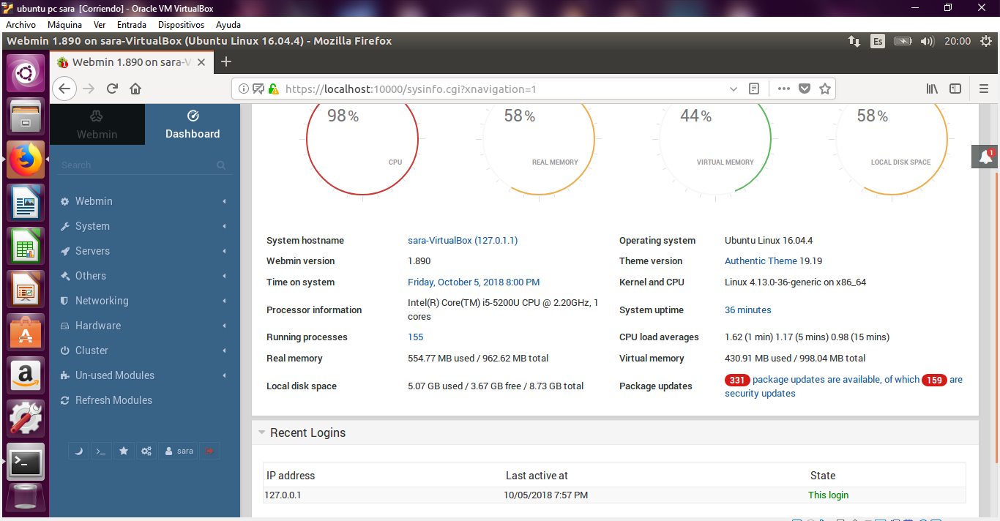 ubuntu pc sara [Corriendo] - Oracle VM VirtualBox
Archivo Máquina Ver Entrada Dispositivos Ayuda
Webmin 1.890 on sara-VirtualBox (Ubuntu Linux 16.04.4) - Mozilla Firefox Es 20:00
Webmin 1.890 on sara-V
https://localhost:10000/sysinfo.cgi?xnavigation=1
Webmin
Dashboard
Search
Webmin
System
Servers
Others
Networking
Hardware
Cluster
Un-used Modules
Refresh Modules
sara
98% 58% 44% 58%
CPU REAL MEMORY VIRTUAL MEMORY LOCAL DISK SPACE
1
System hostname sara-VirtualBox (127.0.1.1) Operating system Ubuntu Linux 16.04.4
Webmin version 1.890 Theme version Authentic Theme 19.19
Time on system Friday, October 5, 2018 8:00 PM Kernel and CPU Linux 4.13.0-36-generic on x86_64
Processor information Intel(R) Core(TM) i5-5200U CPU @ 2.20GHz, 1
cores System uptime 36 minutes
Running processes 155 CPU load averages 1.62 (1 min) 1.17 (5 mins) 0.98 (15 mins)
Real memory 554.77 MB used / 962.62 MB total Virtual memory 430.91 MB used / 998.04 MB total
Local disk space 5.07 GB used / 3.67 GB free / 8.73 GB total Package updates 331 package updates are available, of which 159 are
security updates
Recent Logins
IP address Last active at State
127.0.0.1 10/05/2018 7:57 PM This login